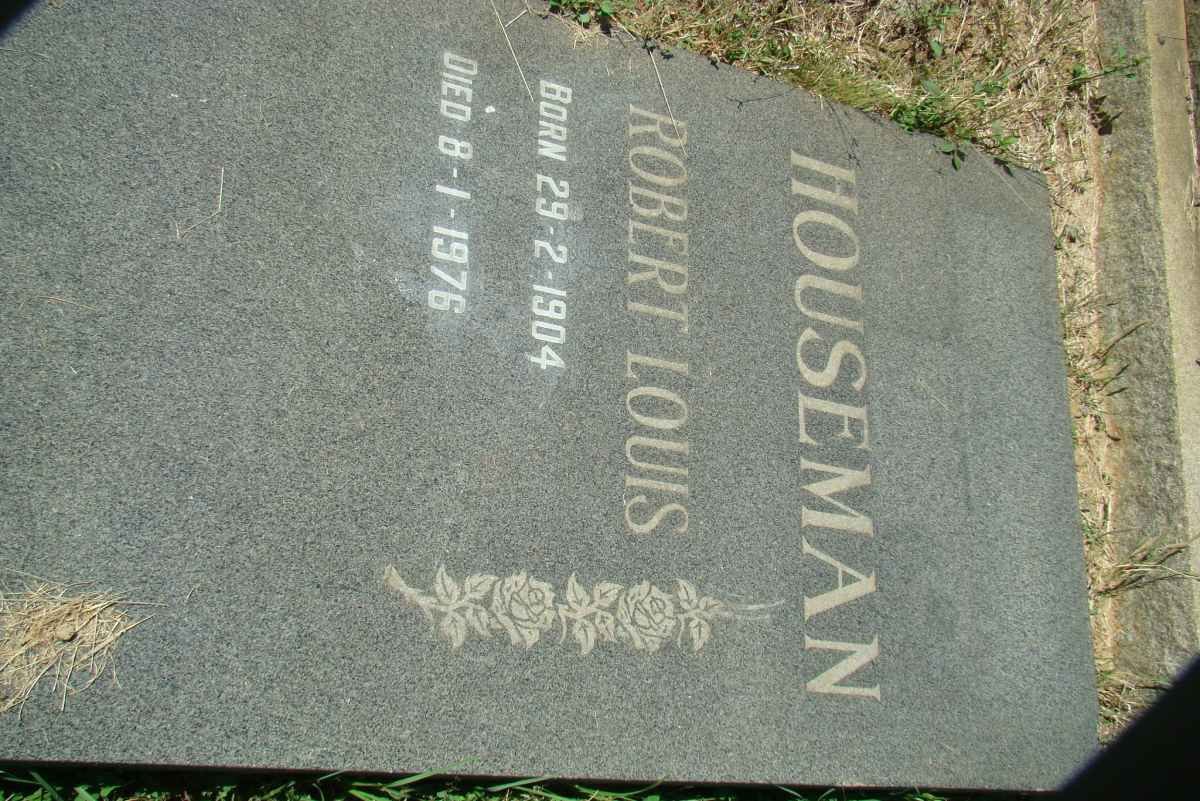 HOUSEMAN
ROBERT LOUIS
BORN 29-2-1904
DIED 8-1-1976